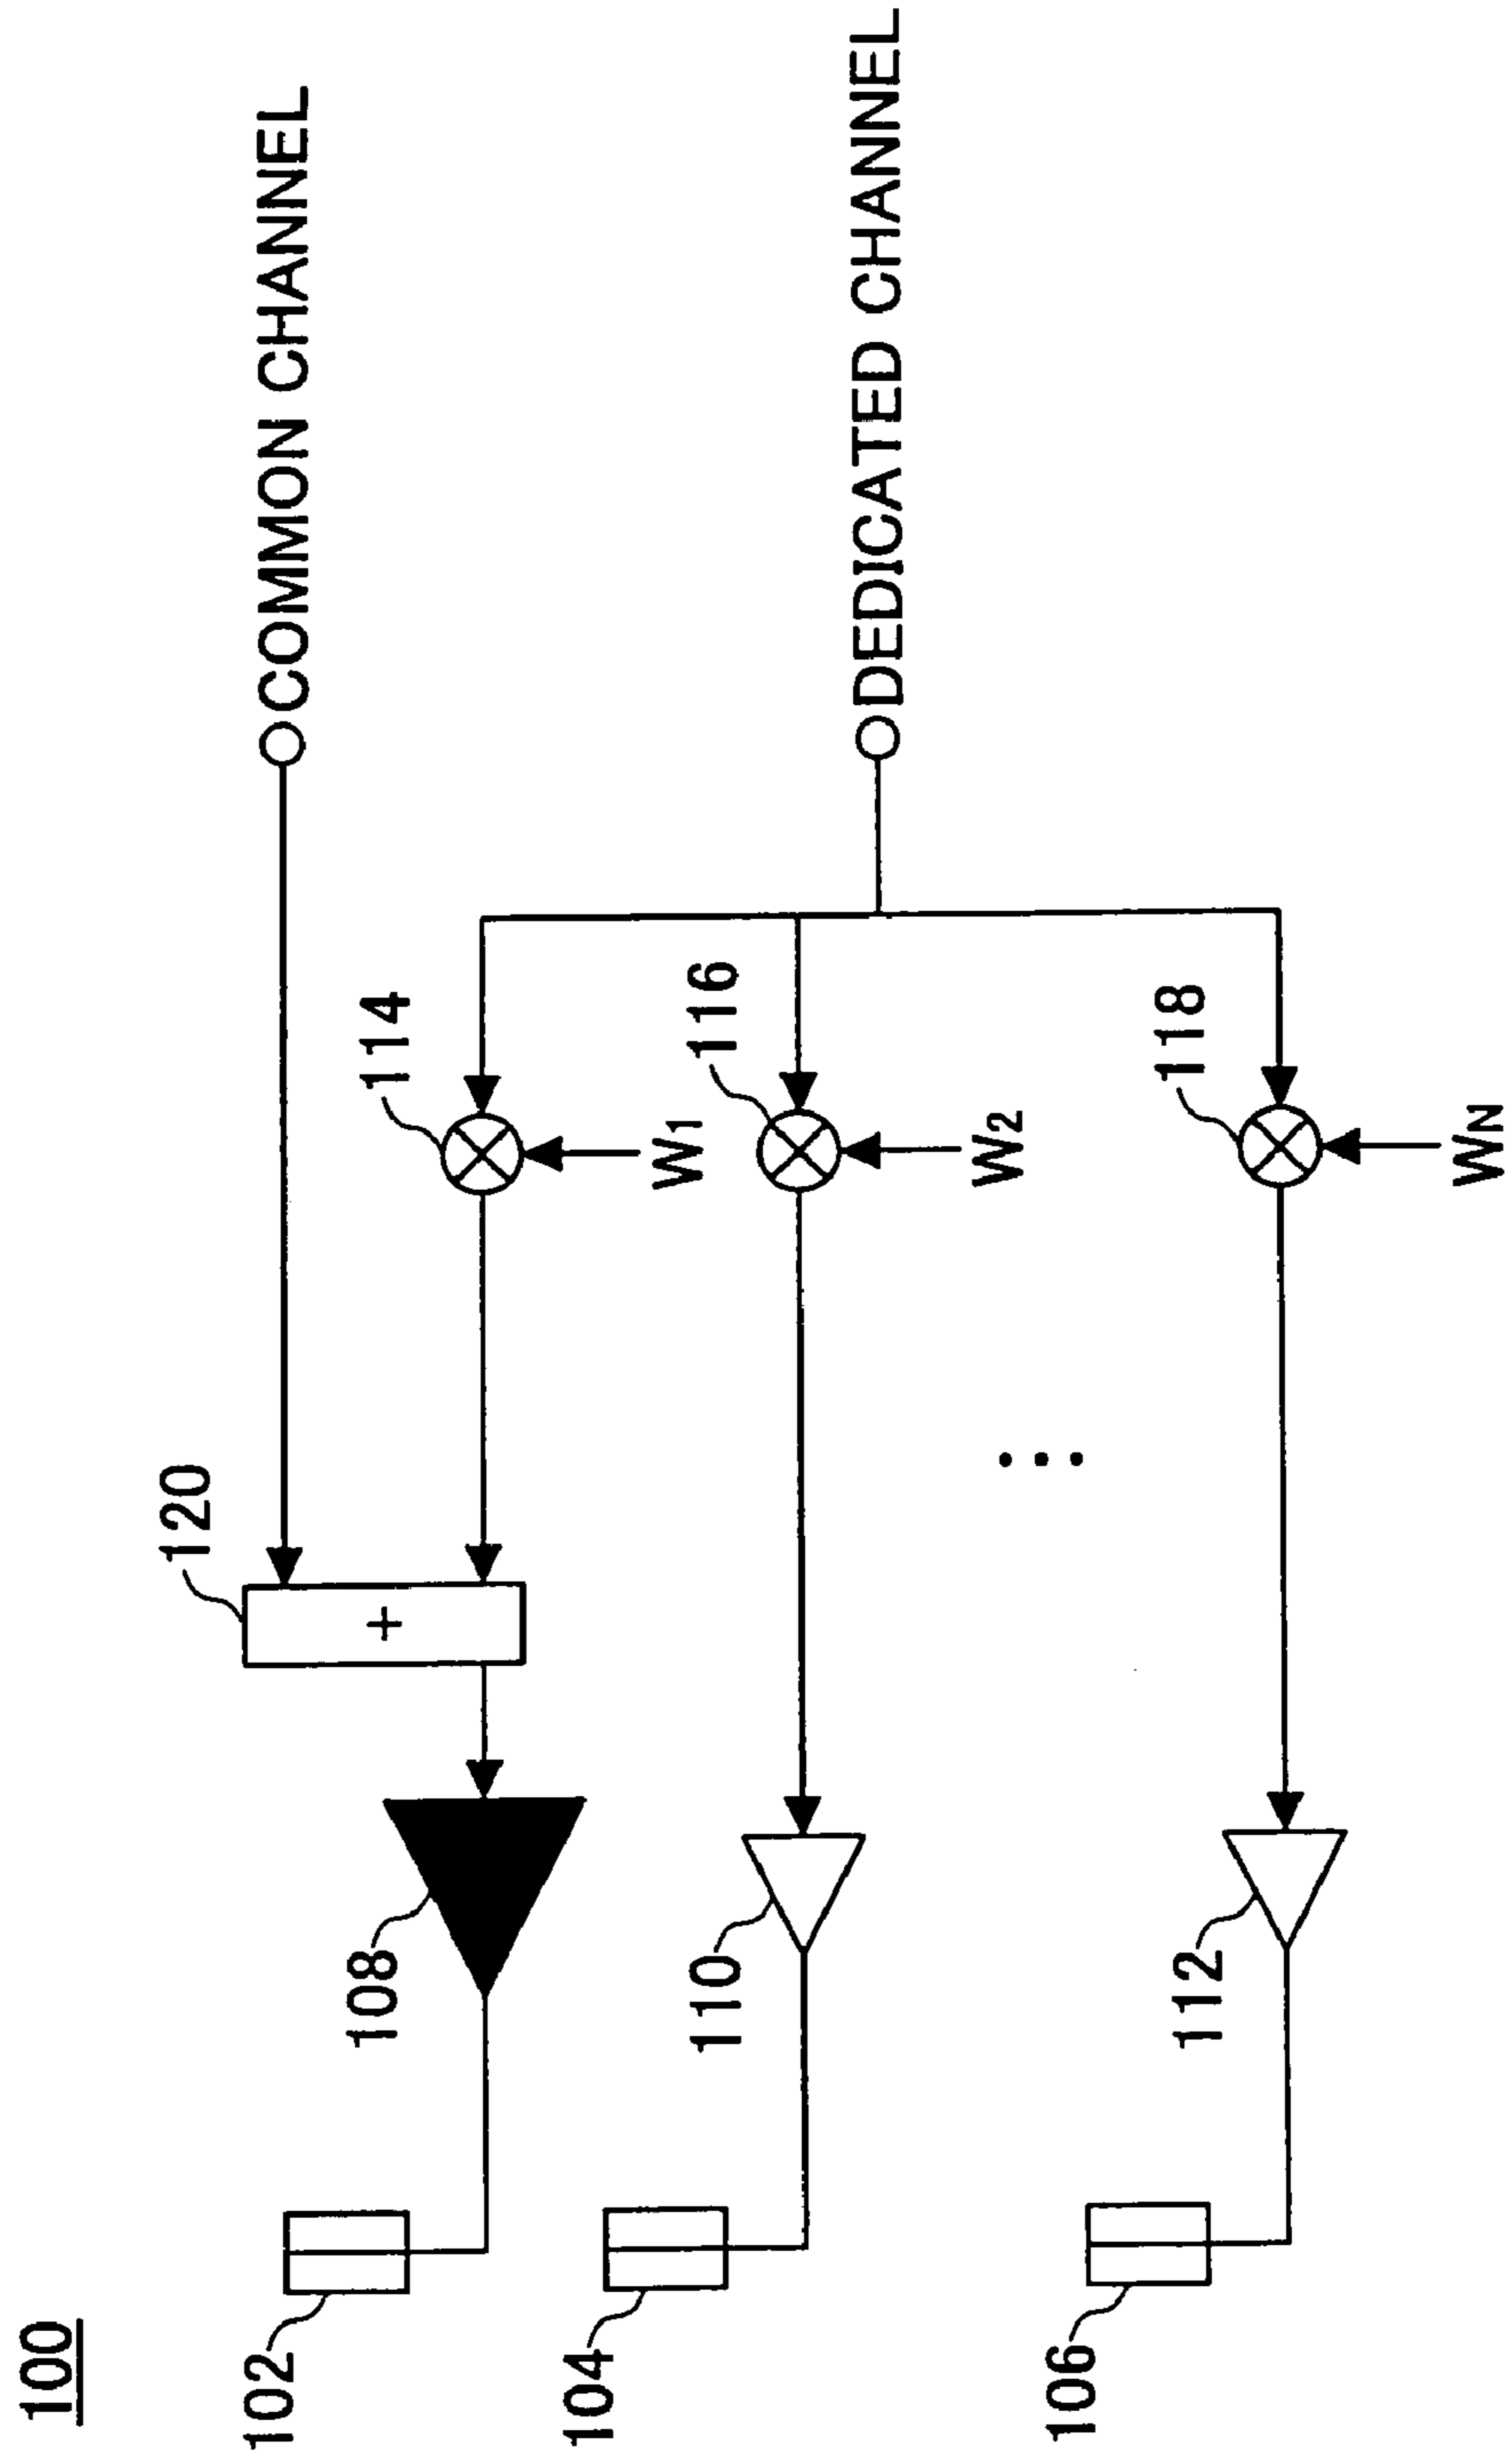 100
COMMON CHANNEL
120
114
108
102
W1
DEDICATED CHANNEL
116
110
104
W2
118
112
106
WN
+